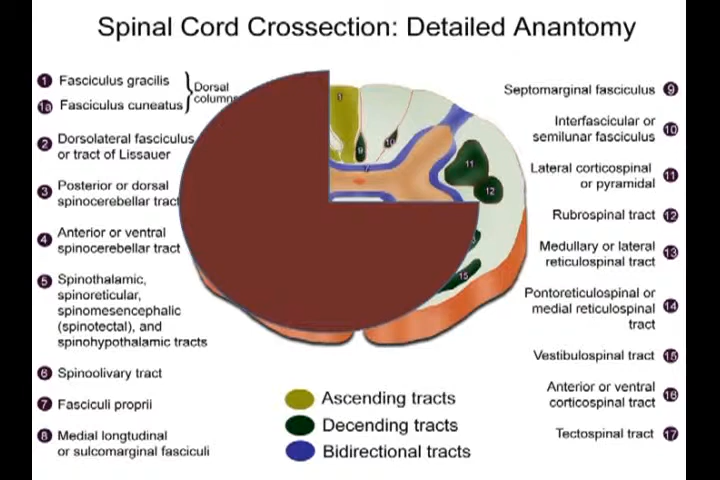 Spinal Cord Crossection: Detailed Anantomy
1 Fasciculus gracilis
1a Fasciculus cuneatus
Dorsal
columns
2 Dorsolateral fasciculus
or tract of Lissauer
3 Posterior or dorsal
spinocerebellar tract
4 Anterior or ventral
spinocerebellar tract
5 Spinothalamic,
spinoreticular,
spinomesencephalic
(spinotectal), and
spinohypothalamic tracts
6 Spinoolivary tract
7 Fasciculi proprii
8 Medial longtudinal
or sulcomarginal fasciculi
1
9
10
7
11
12
15
Septomarginal fasciculus 9
Interfascicular or
semilunar fasciculus 10
Lateral corticospinal
or pyramidal 11
Rubrospinal tract 12
Medullary or lateral
reticulospinal tract 13
Pontoreticulospinal or
medial reticulospinal
tract 14
Vestibulospinal tract 15
Anterior or ventral
corticospinal tract 16
Tectospinal tract 17
Ascending tracts
Decending tracts
Bidirectional tracts